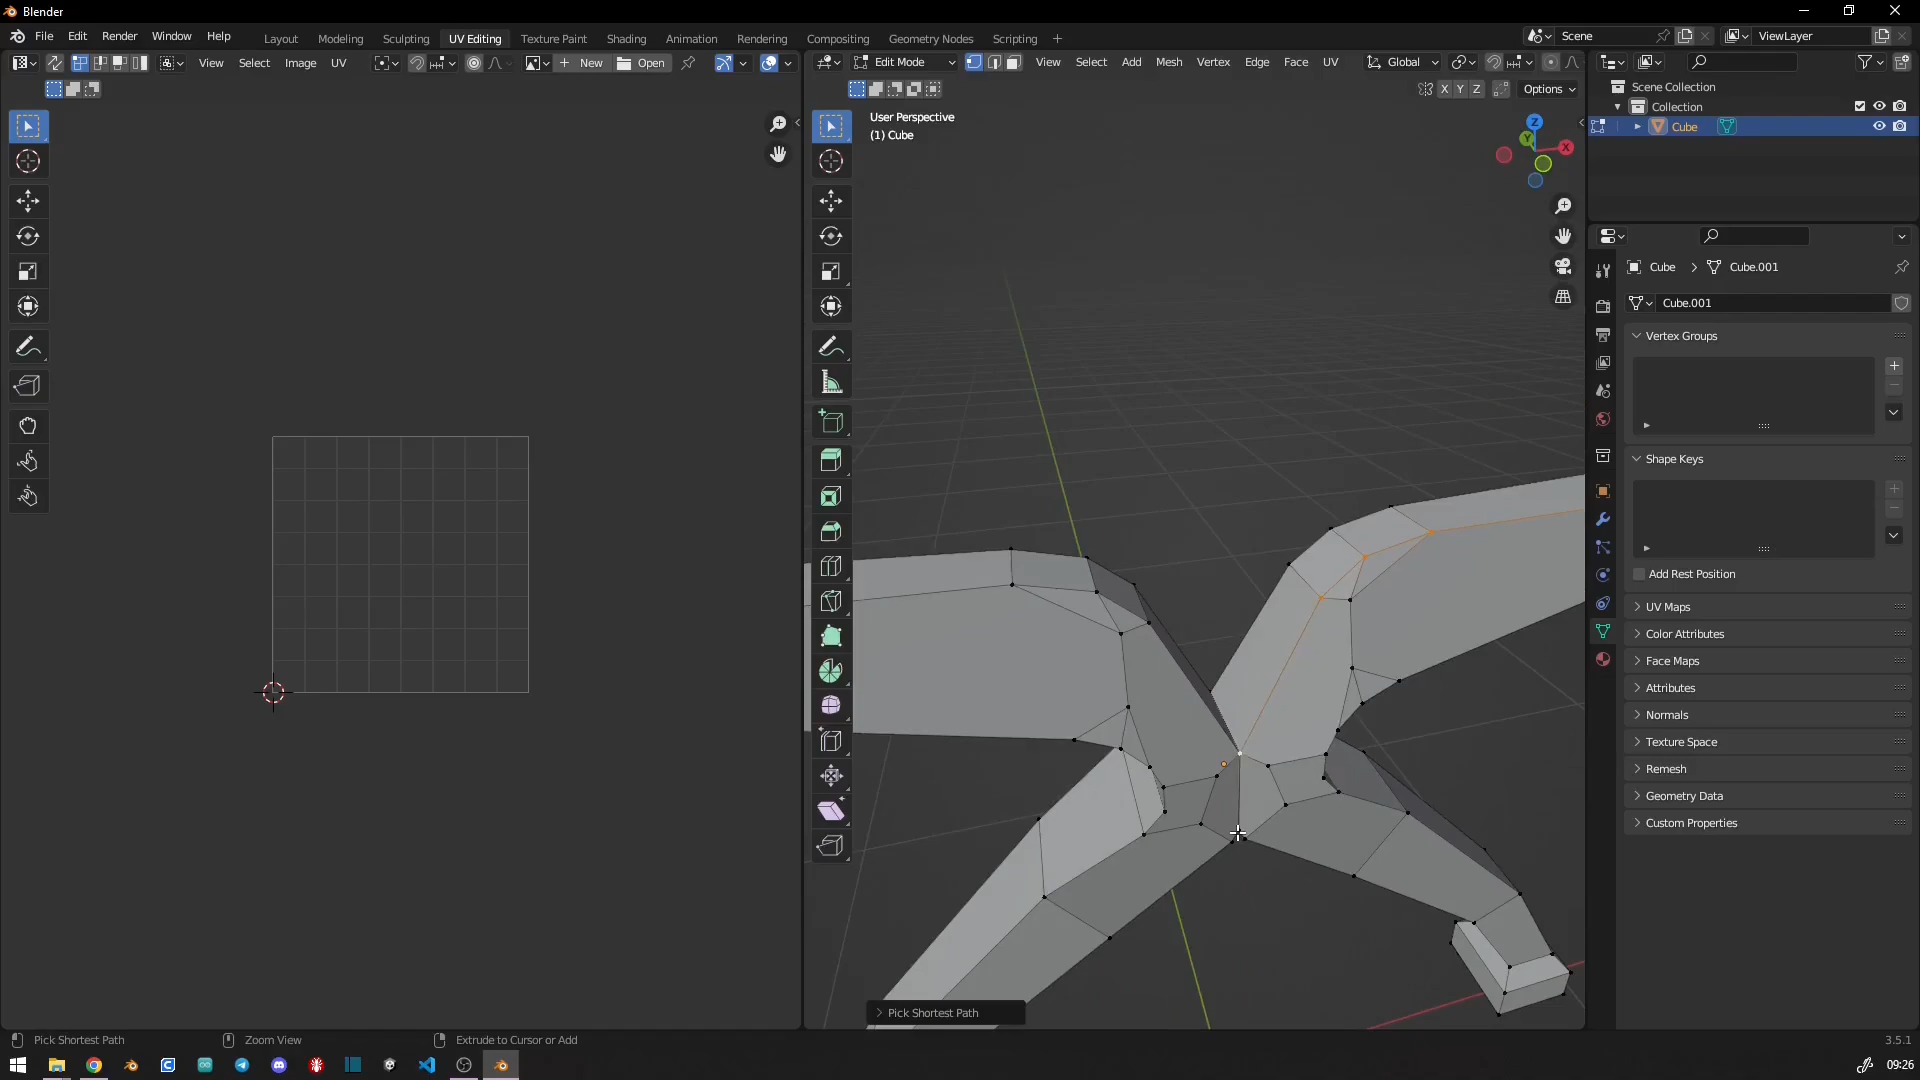 Blender
File Edit Render Window Help
Layout Modeling Sculpting UV Editing Texture Paint Shading Animation Rendering Compositing Geometry Nodes Scripting +
Scene
ViewLayer
View Select Image UV
New
Open
Edit Mode
View Select Add Mesh Vertex Edge Face UV
Global
X Y Z
Options
User Perspective
(1) Cube
Z
Y
X
Scene Collection
Collection
Cube
Cube > Cube.001
Cube.001
Vertex Groups
Shape Keys
Add Rest Position
UV Maps
Color Attributes
Face Maps
Attributes
Normals
Texture Space
Remesh
Geometry Data
Custom Properties
Pick Shortest Path
Pick Shortest Path
Zoom View
Extrude to Cursor or Add
3.5.1
09:26